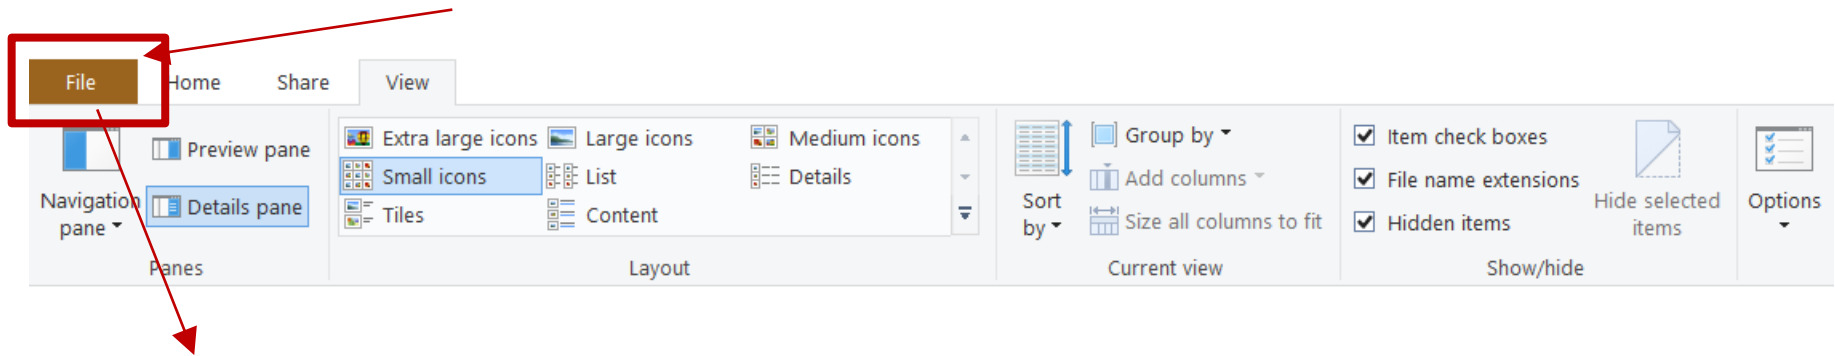 File Home Share View
Navigation pane
Preview pane
Details pane
Panes
Extra large icons Large icons Medium icons
Small icons List Details
Tiles Content
Layout
Sort by
Group by
Add columns
Size all columns to fit
Current view
Item check boxes
File name extensions
Hidden items
Hide selected items
Show/hide
Options